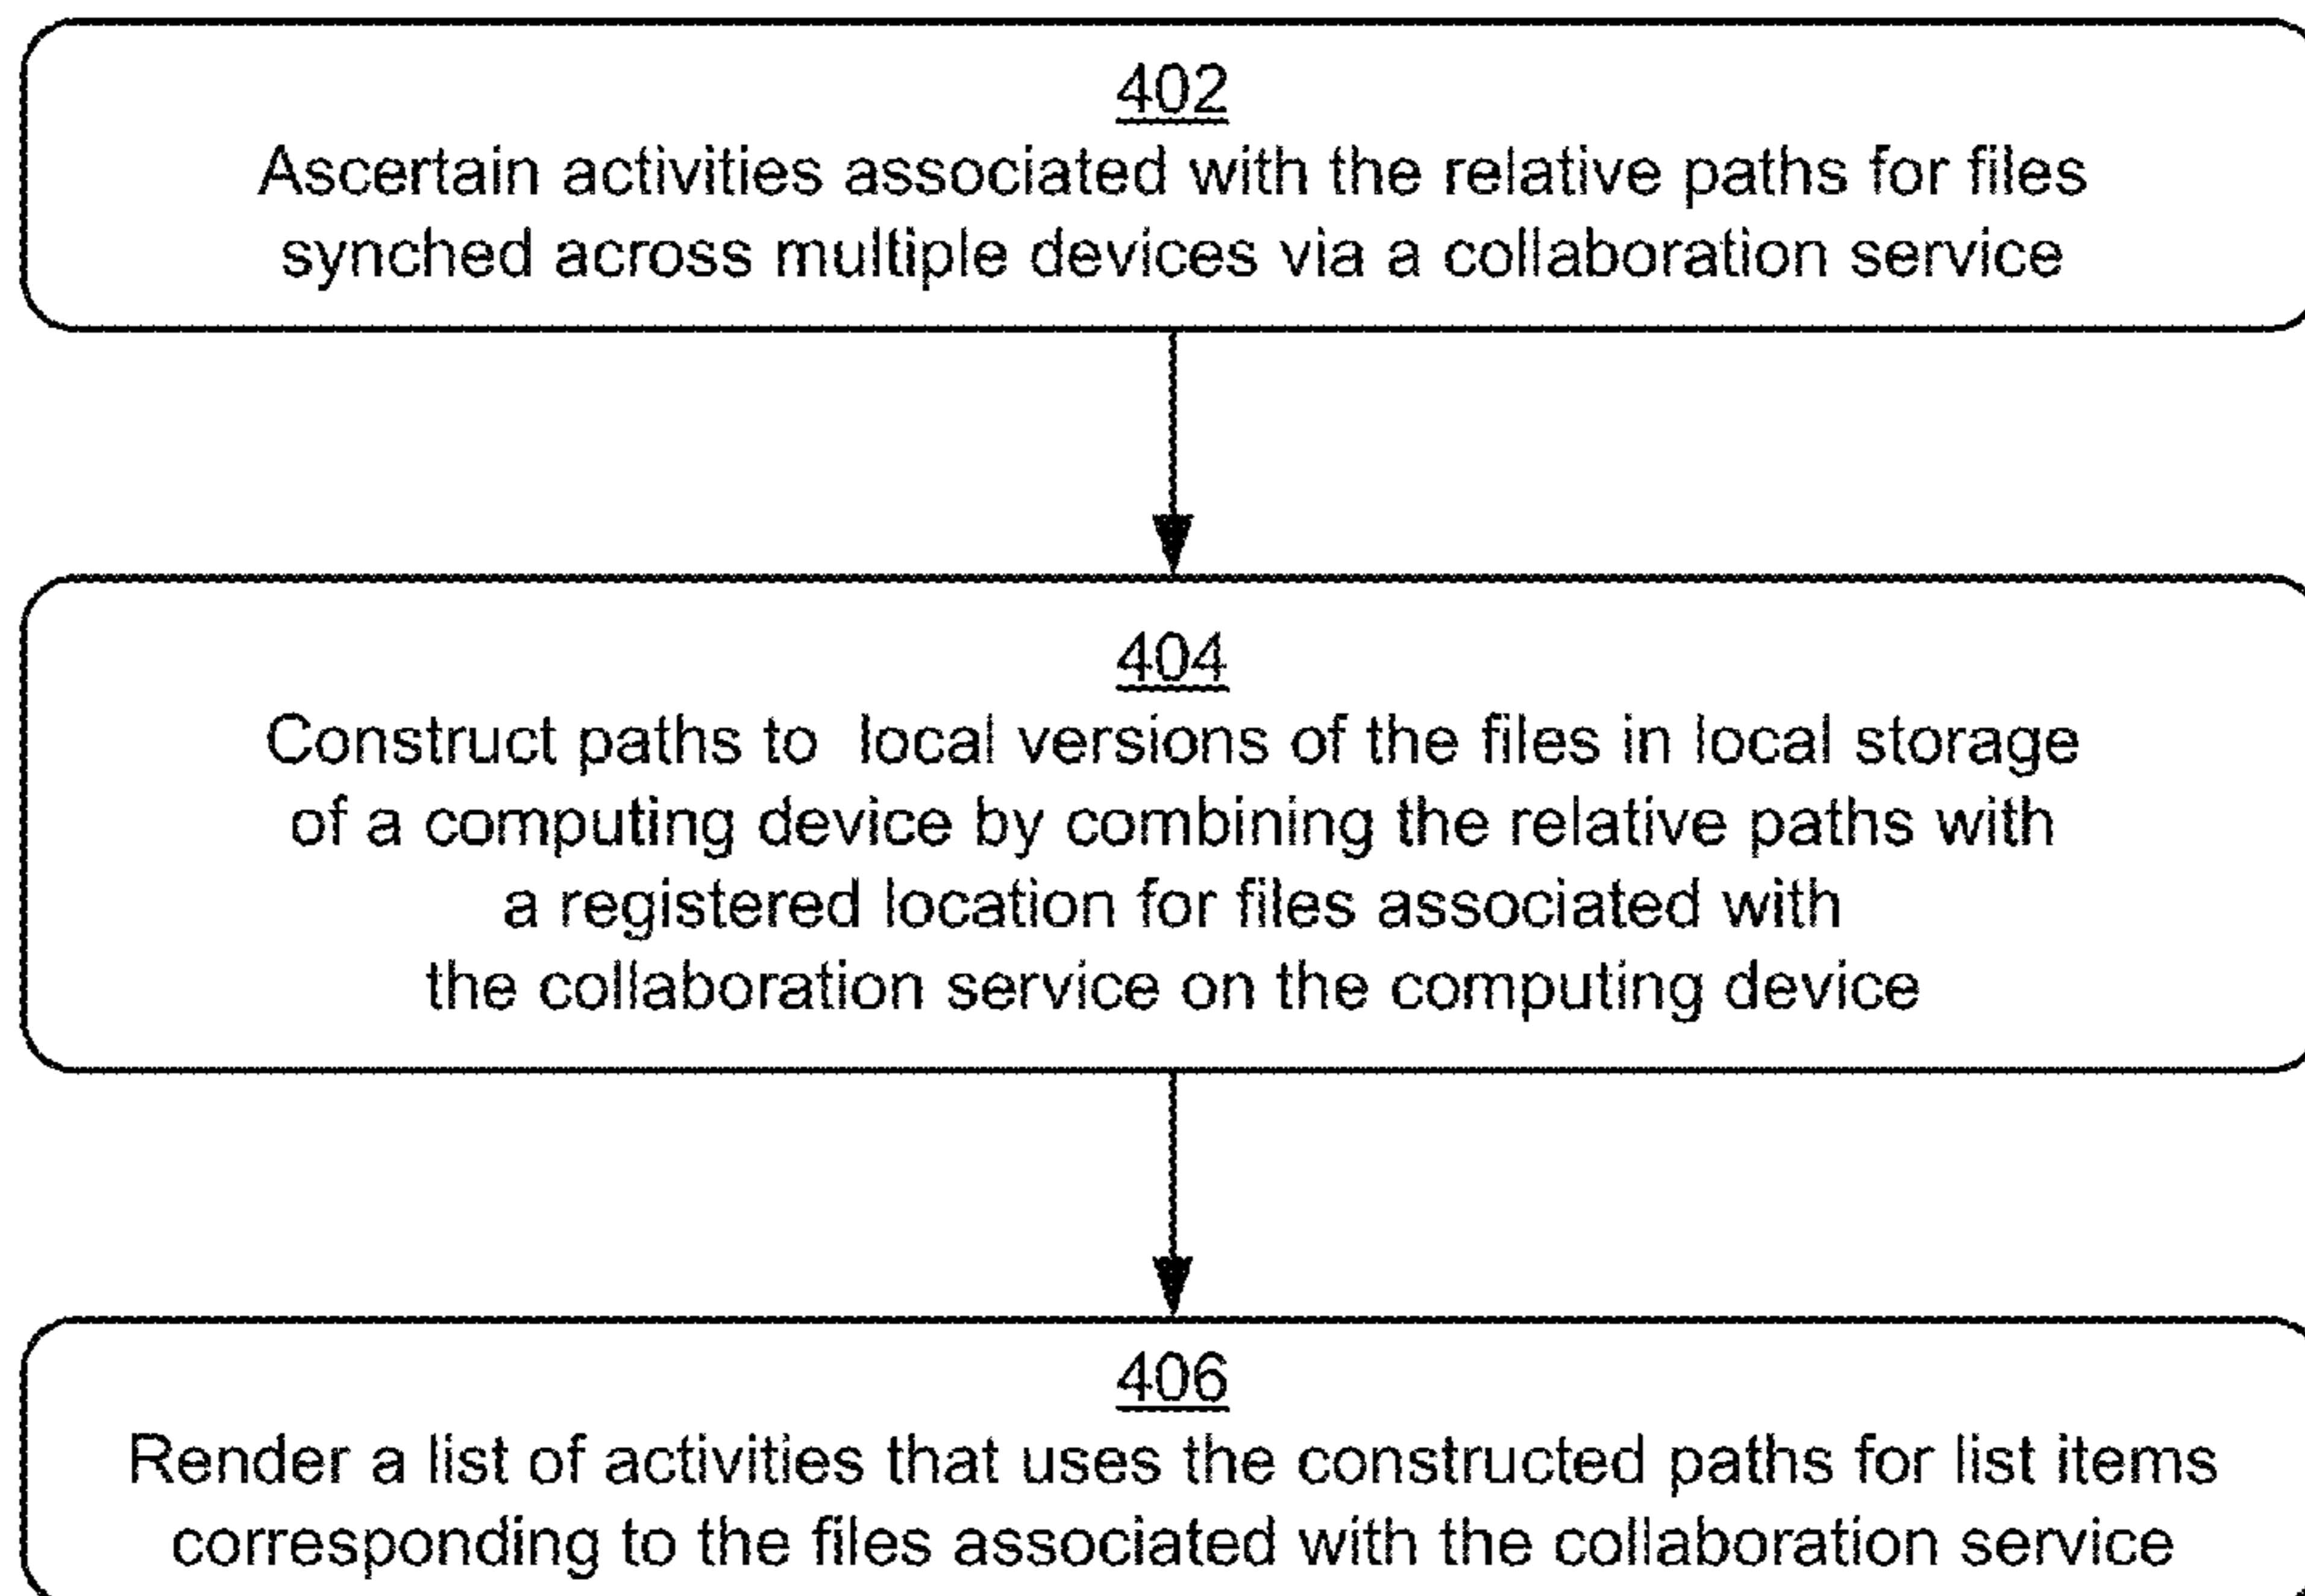 402
Ascertain activities associated with the relative paths for files
synched across multiple devices via a collaboration service
404
Construct paths to local versions of the files in local storage
of a computing device by combining the relative paths with
a registered location for files associated with
the collaboration service on the computing device
406
Render a list of activities that uses the constructed paths for list items
corresponding to the files associated with the collaboration service